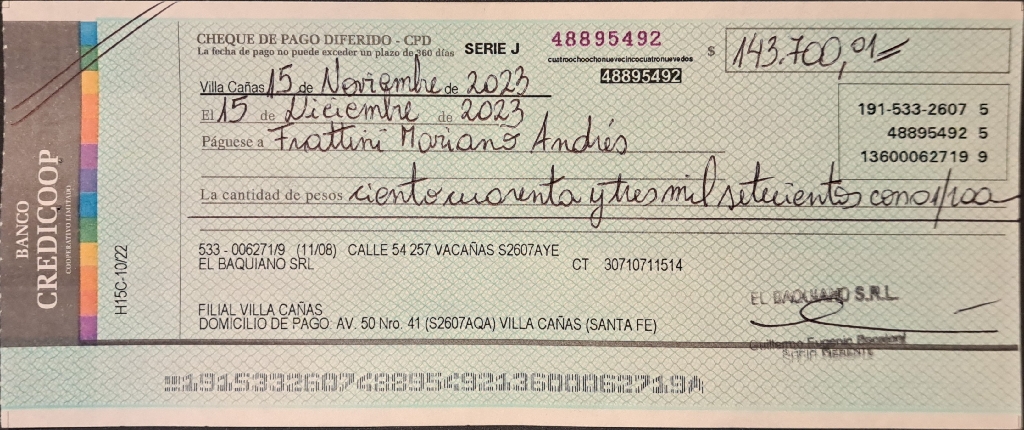 BANCO
CREDICOOP
COOPERATIVO LIMITADO
H15C-10/22
CHEQUE DE PAGO DIFERIDO - CPD
La fecha de pago no puede exceder un plazo de 360 días
SERIE J
48895492
cuatroochoochonuevecincocuatronuevedos
48895492
$ 143.700,01
Villa Cañas 15 de Noviembre de 2023
El 15 de Diciembre de 2023
Páguese a Frattini Mariano Andrés
191-533-2607 5
48895492 5
13600062719 9
La cantidad de pesos ciento cuarenta y tres mil setecientos con 01/100
533 - 006271/9 (11/08) CALLE 54 257 VACAÑAS S2607AYE
EL BAQUIANO SRL CT 30710711514
FILIAL VILLA CAÑAS
DOMICILIO DE PAGO: AV. 50 Nro. 41 (S2607AQA) VILLA CAÑAS (SANTA FE)
EL BAQUIANO S.R.L.
Guillermo Eugenio
SOCIO GERENTE